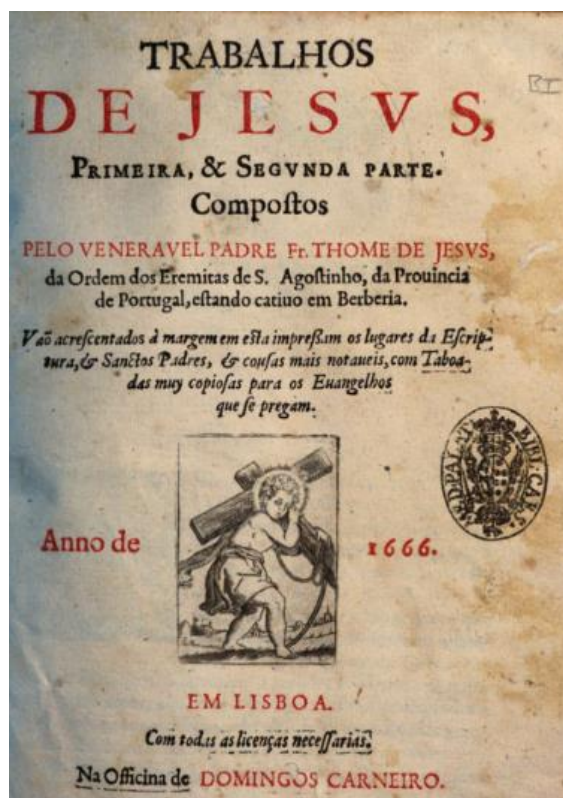 TRABALHOS
DE JESVS,
PRIMEIRA, & SEGVNDA PARTE.
Compoſtos
PELO VENERAVEL PADRE Fr. THOME DE JESVS,
da Ordem dos Eremitas de S. Agoſtinho, da Prouincia
de Portugal, eſtando catiuo em Berberia.
Vaõ acreſcentados á margem em eſta impreſſam os lugares da Eſcrip-
tura, & Sanctos Padres, & couſas mais notaueis, com Taboa-
das muy copioſas para os Euangelhos
que ſe pregam.
Anno de 1666.
EM LISBOA.
Com todas as licenças neceſſarias.
Na Officina de DOMINGOS CARNEIRO.